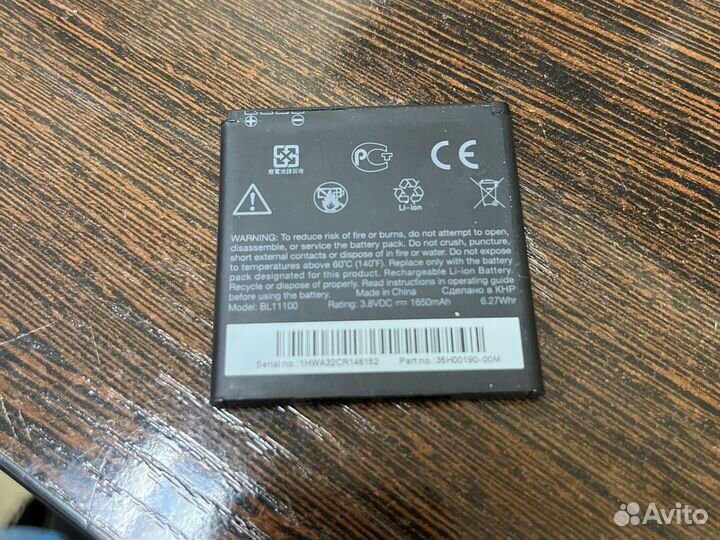 廢電池請回收
PCT
CE
Li-ion
WARNING: To reduce risk of fire or burns, do not attempt to open,
disassemble, or service the battery pack. Do not crush, puncture,
short external contacts or dispose of in fire or water. Do not expose
to temperatures above 60°C (140°F). Replace only with the battery
pack designated for this product. Rechargeable Li-ion Battery.
Recycle or dispose of properly. Read instructions in operating guide
before using the battery. Made in China Сделано в КНР
Model: BL11100 Rating: 3.8VDC 1650mAh 6.27Whr
Serial no.:1HWA32CR146152 Part no.:35H00190-00M
Avito